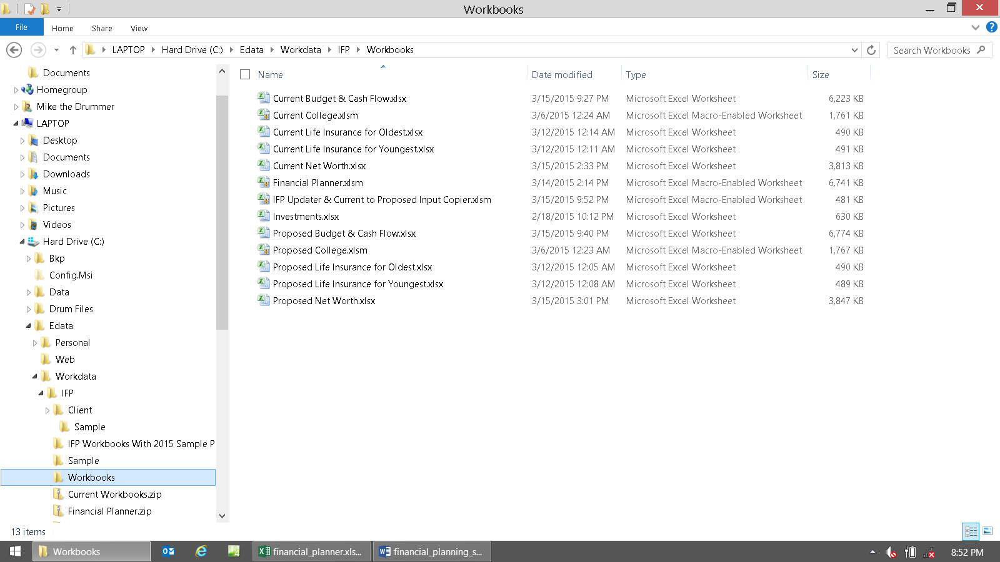 Workbooks
File Home Share View
LAPTOP Hard Drive (C:) Edata Workdata IFP Workbooks
Search Workbooks
Documents
Homegroup
Mike the Drummer
LAPTOP
Desktop
Documents
Downloads
Music
Pictures
Videos
Hard Drive (C:)
Bkp
Config.Msi
Data
Drum Files
Edata
Personal
Web
Workdata
IFP
Client
Sample
IFP Workbooks With 2015 Sample P
Sample
Workbooks
Current Workbooks.zip
Financial Planner.zip
Name Date modified Type Size
Current Budget & Cash Flow.xlsx 3/15/2015 9:27 PM Microsoft Excel Worksheet 6,223 KB
Current College.xlsm 3/6/2015 12:24 AM Microsoft Excel Macro-Enabled Worksheet 1,761 KB
Current Life Insurance for Oldest.xlsx 3/12/2015 12:14 AM Microsoft Excel Worksheet 490 KB
Current Life Insurance for Youngest.xlsx 3/12/2015 12:11 AM Microsoft Excel Worksheet 491 KB
Current Net Worth.xlsx 3/15/2015 2:33 PM Microsoft Excel Worksheet 3,813 KB
Financial Planner.xlsm 3/14/2015 2:14 PM Microsoft Excel Macro-Enabled Worksheet 6,741 KB
IFP Updater & Current to Proposed Input Copier.xlsm 3/15/2015 9:52 PM Microsoft Excel Macro-Enabled Worksheet 481 KB
Investments.xlsx 2/18/2015 10:12 PM Microsoft Excel Worksheet 630 KB
Proposed Budget & Cash Flow.xlsx 3/15/2015 9:40 PM Microsoft Excel Worksheet 6,774 KB
Proposed College.xlsm 3/6/2015 12:23 AM Microsoft Excel Macro-Enabled Worksheet 1,767 KB
Proposed Life Insurance for Oldest.xlsx 3/12/2015 12:05 AM Microsoft Excel Worksheet 490 KB
Proposed Life Insurance for Youngest.xlsx 3/12/2015 12:08 AM Microsoft Excel Worksheet 489 KB
Proposed Net Worth.xlsx 3/15/2015 3:01 PM Microsoft Excel Worksheet 3,847 KB
13 items
Workbooks financial_planner.xls... financial_planning_s... 8:52 PM